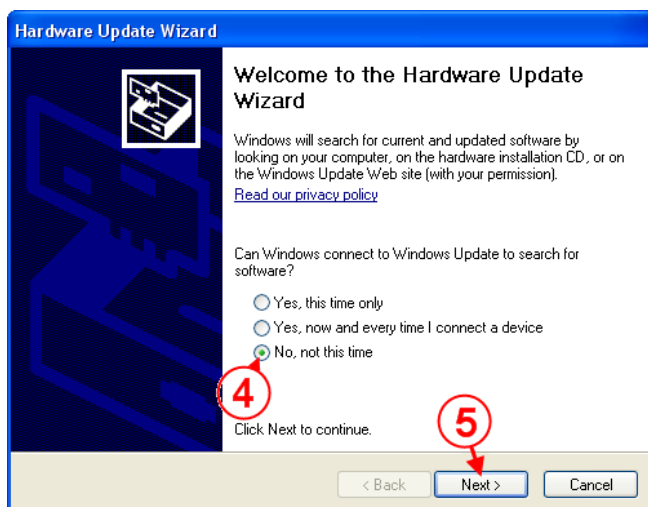 Hardware Update Wizard
Welcome to the Hardware Update
Wizard
Windows will search for current and updated software by
looking on your computer, on the hardware installation CD, or on
the Windows Update Web site (with your permission).
Read our privacy policy
Can Windows connect to Windows Update to search for
software?
Yes, this time only
Yes, now and every time I connect a device
No, not this time
4
Click Next to continue.
5
< Back
Next >
Cancel